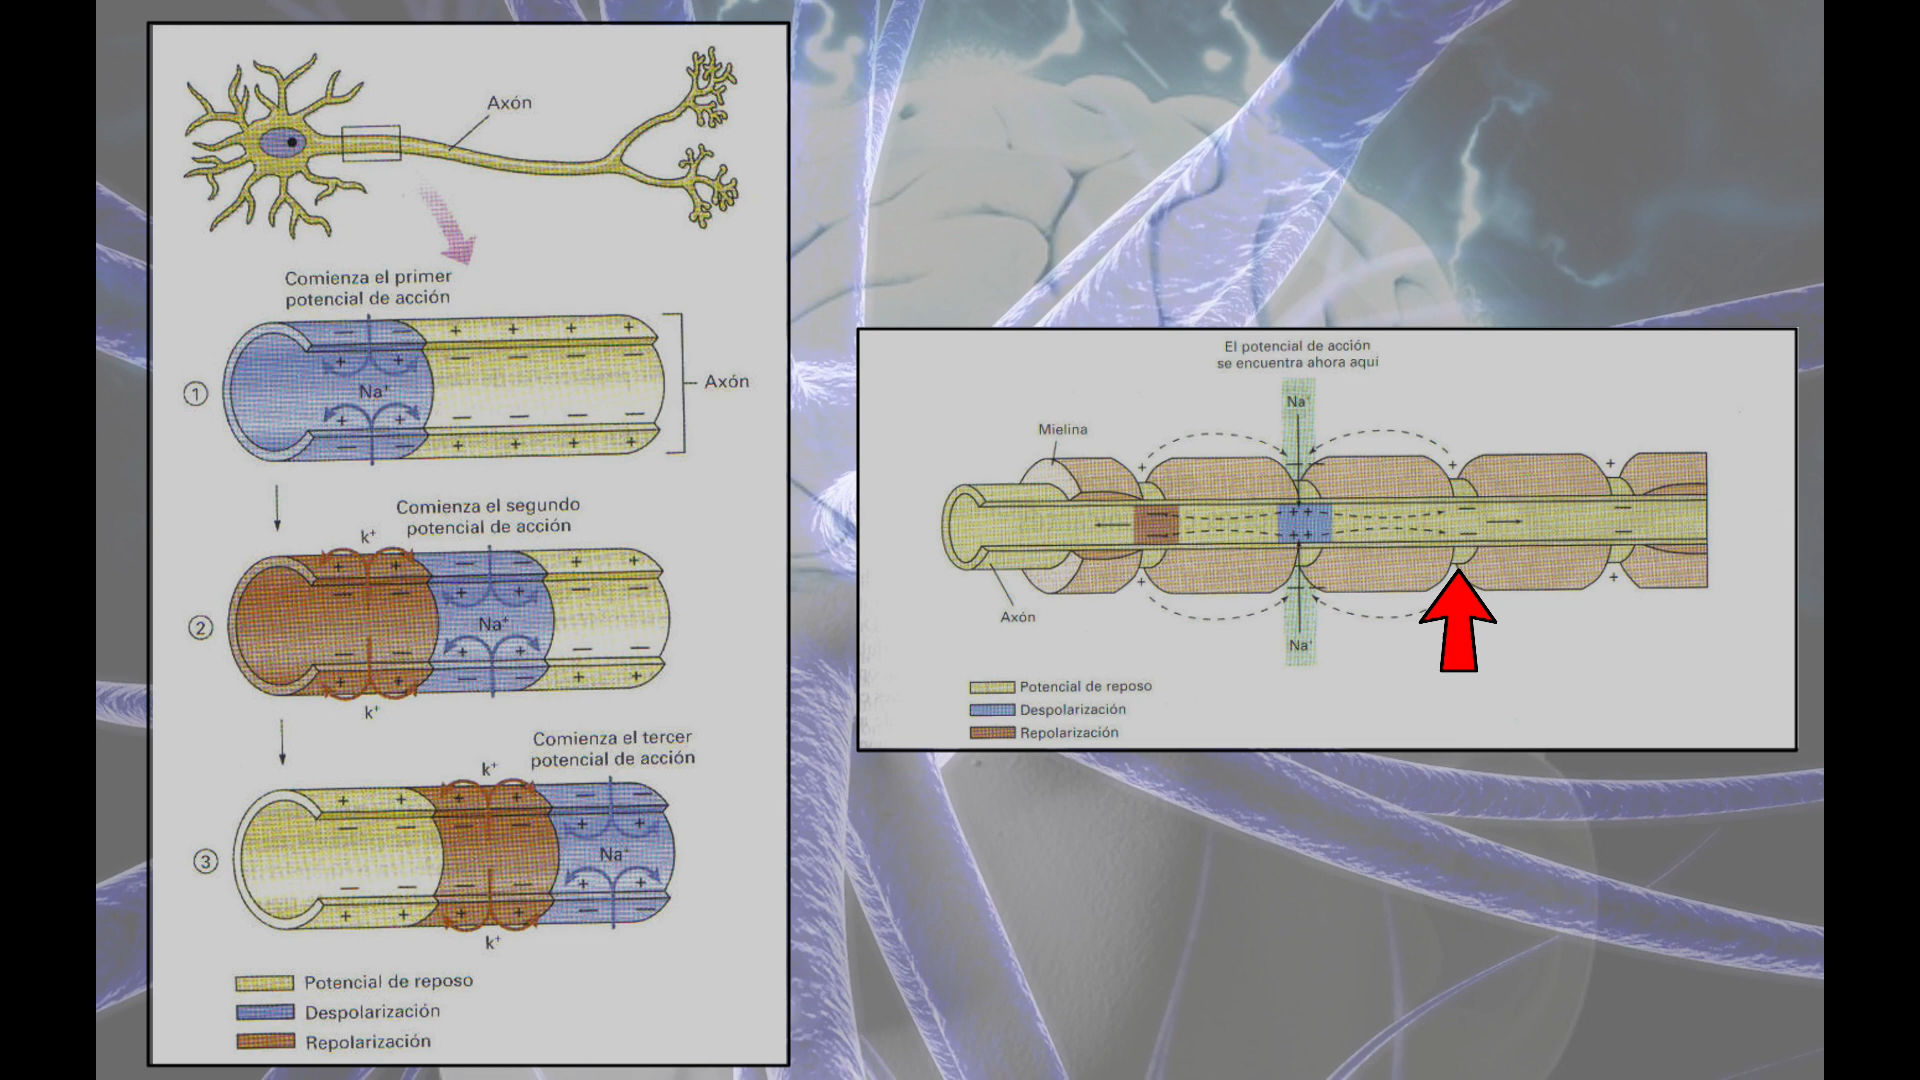 Axón
Comienza el primer
potencial de acción
+ + + +
− − − −
+ +
1
Na⁺
Axón
+ +
− − − −
+ + + +
Comienza el segundo
potencial de acción
k⁺
2
Na⁺
k⁺
Comienza el tercer
potencial de acción
k⁺
3
Na⁺
k⁺
Potencial de reposo
Despolarización
Repolarización
El potencial de acción
se encuentra ahora aquí
Na⁺
Mielina
Axón
Na⁺
Potencial de reposo
Despolarización
Repolarización